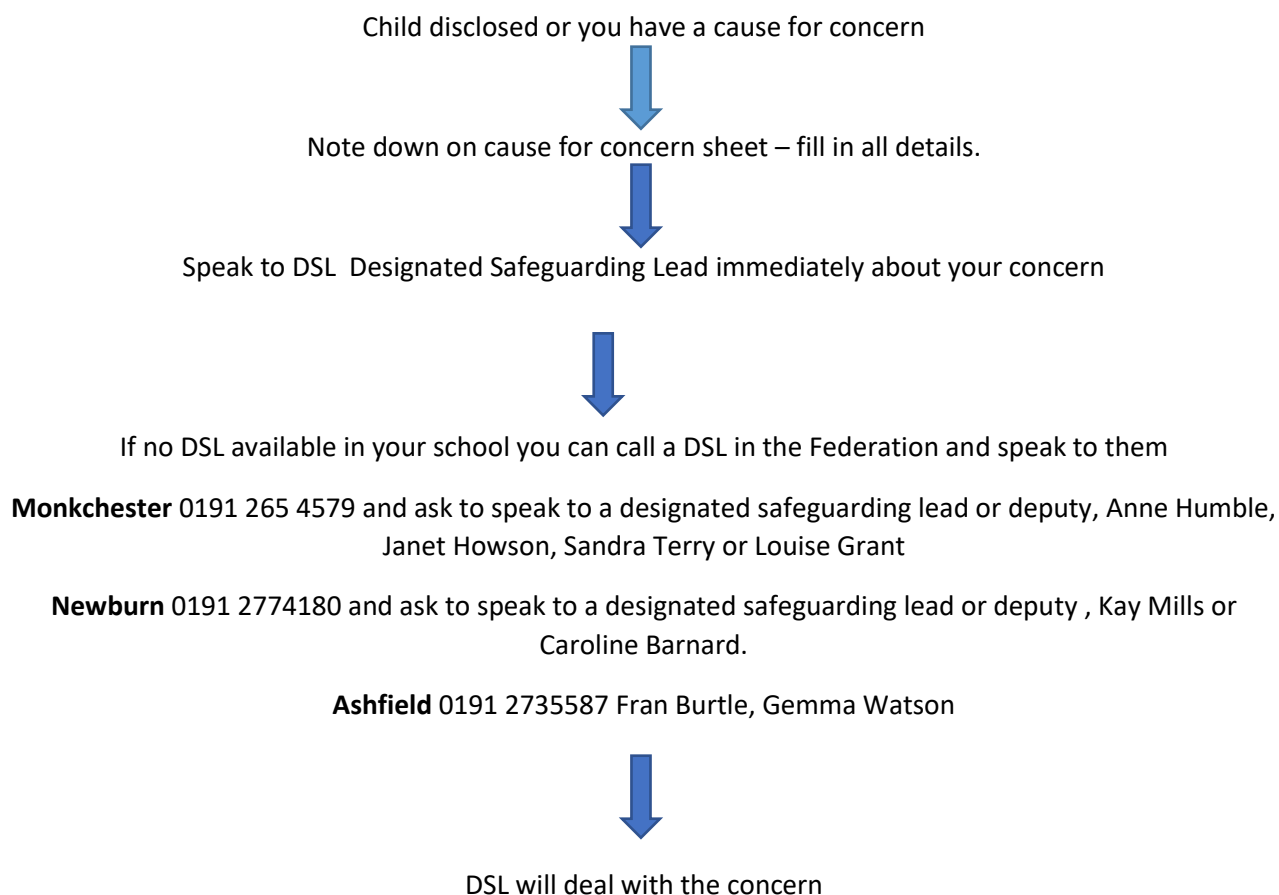 Child disclosed or you have a cause for concern
Note down on cause for concern sheet – fill in all details.
Speak to DSL  Designated Safeguarding Lead immediately about your concern
If no DSL available in your school you can call a DSL in the Federation and speak to them
Monkchester 0191 265 4579 and ask to speak to a designated safeguarding lead or deputy, Anne Humble,
Janet Howson, Sandra Terry or Louise Grant
Newburn 0191 2774180 and ask to speak to a designated safeguarding lead or deputy , Kay Mills or
Caroline Barnard.
Ashfield 0191 2735587 Fran Burtle, Gemma Watson
DSL will deal with the concern